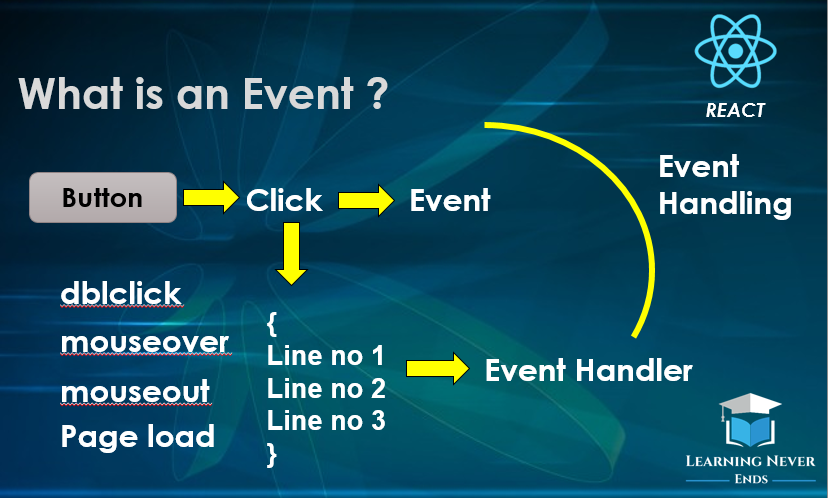 What is an Event ?
REACT
Event
Handling
Button
Click
Event
dblclick
mouseover
mouseout
Page load
{
Line no 1
Line no 2
Line no 3
}
Event Handler
LEARNING NEVER
ENDS